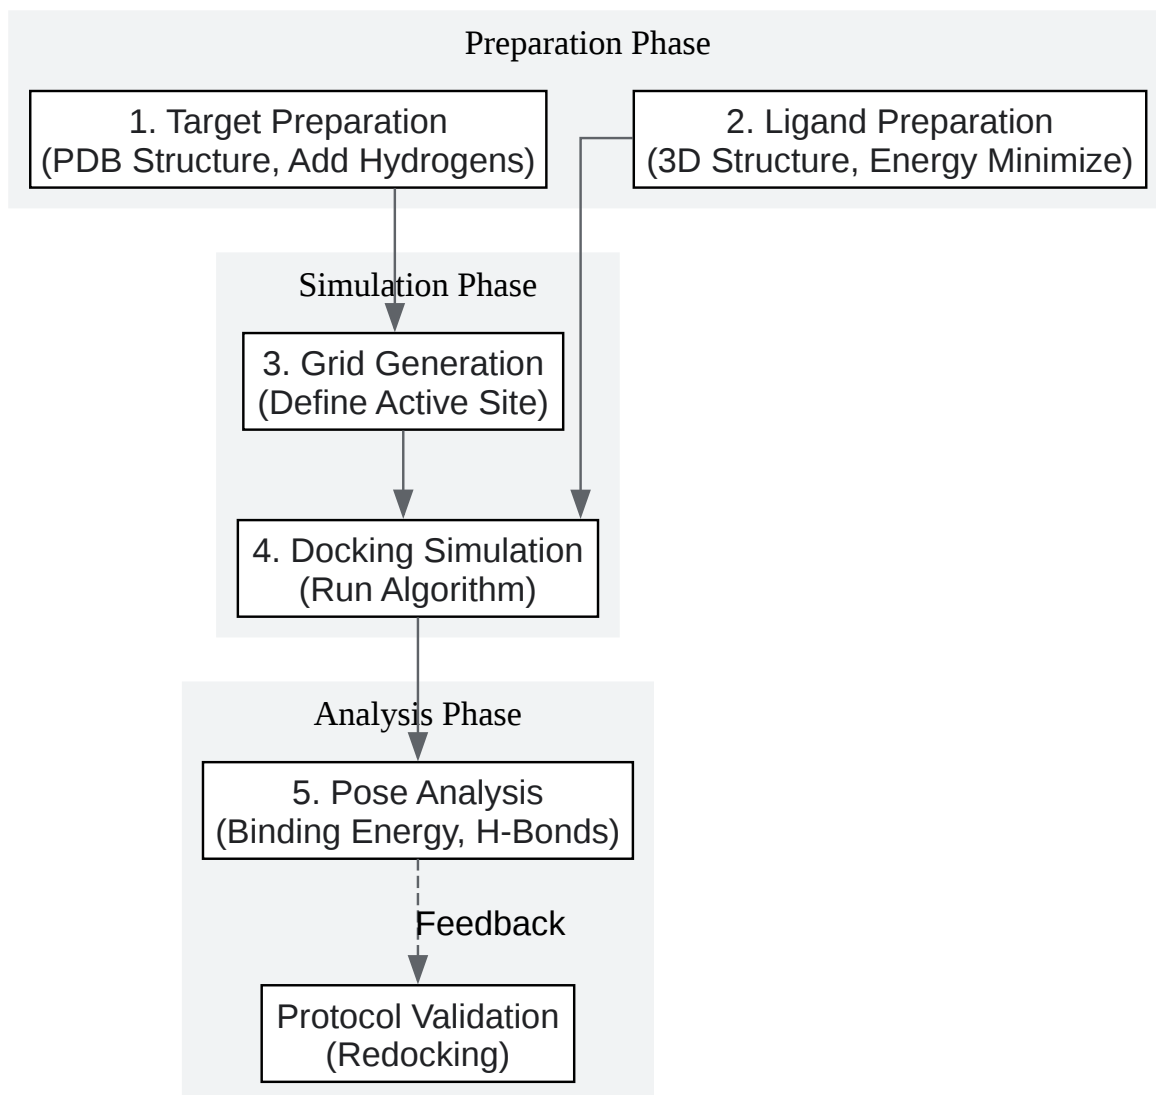 Preparation Phase
1. Target Preparation
(PDB Structure, Add Hydrogens)
2. Ligand Preparation
(3D Structure, Energy Minimize)
Simulation Phase
3. Grid Generation
(Define Active Site)
4. Docking Simulation
(Run Algorithm)
Analysis Phase
5. Pose Analysis
(Binding Energy, H-Bonds)
Feedback
Protocol Validation
(Redocking)